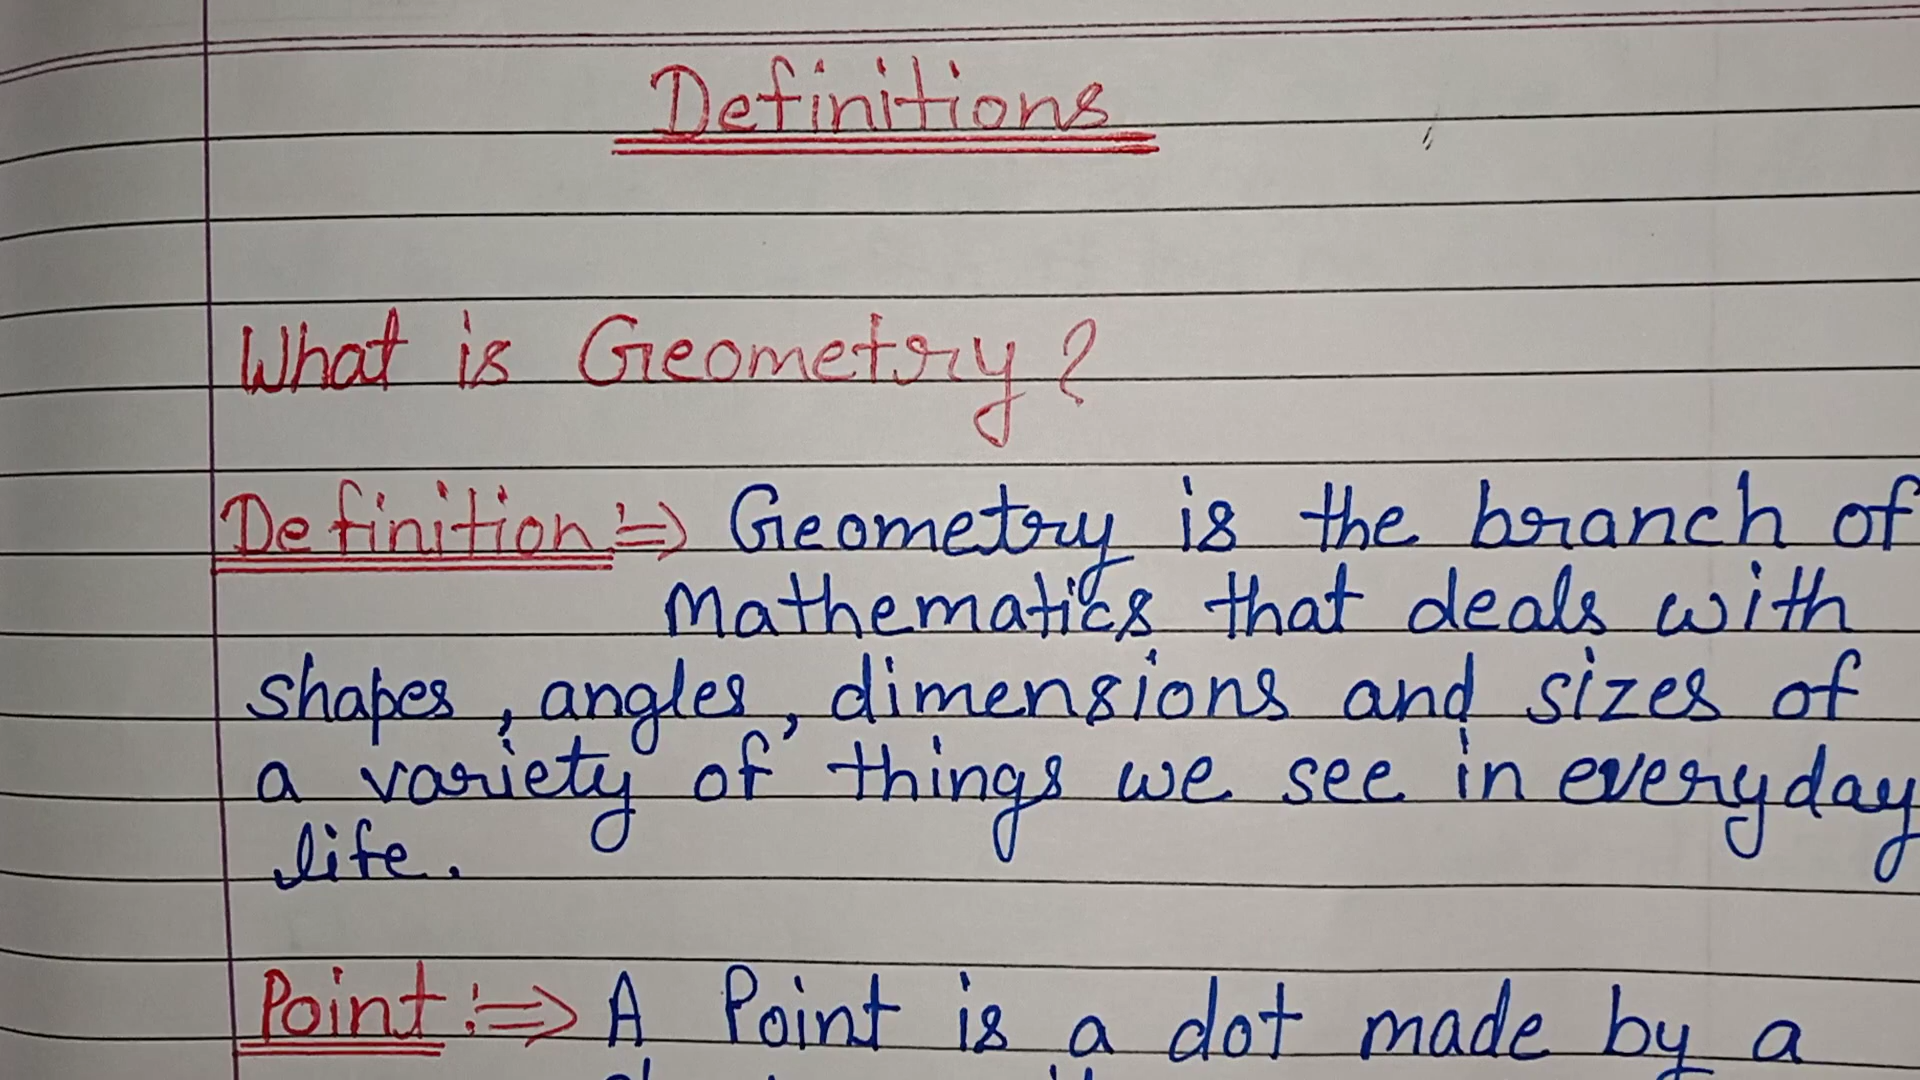 Definitions
What is Geometry?
Definition:⇒ Geometry is the branch of
Mathematics that deals with
shapes, angles, dimensions and sizes of
a variety of things we see in everyday
life.
Point:⇒ A Point is a dot made by a